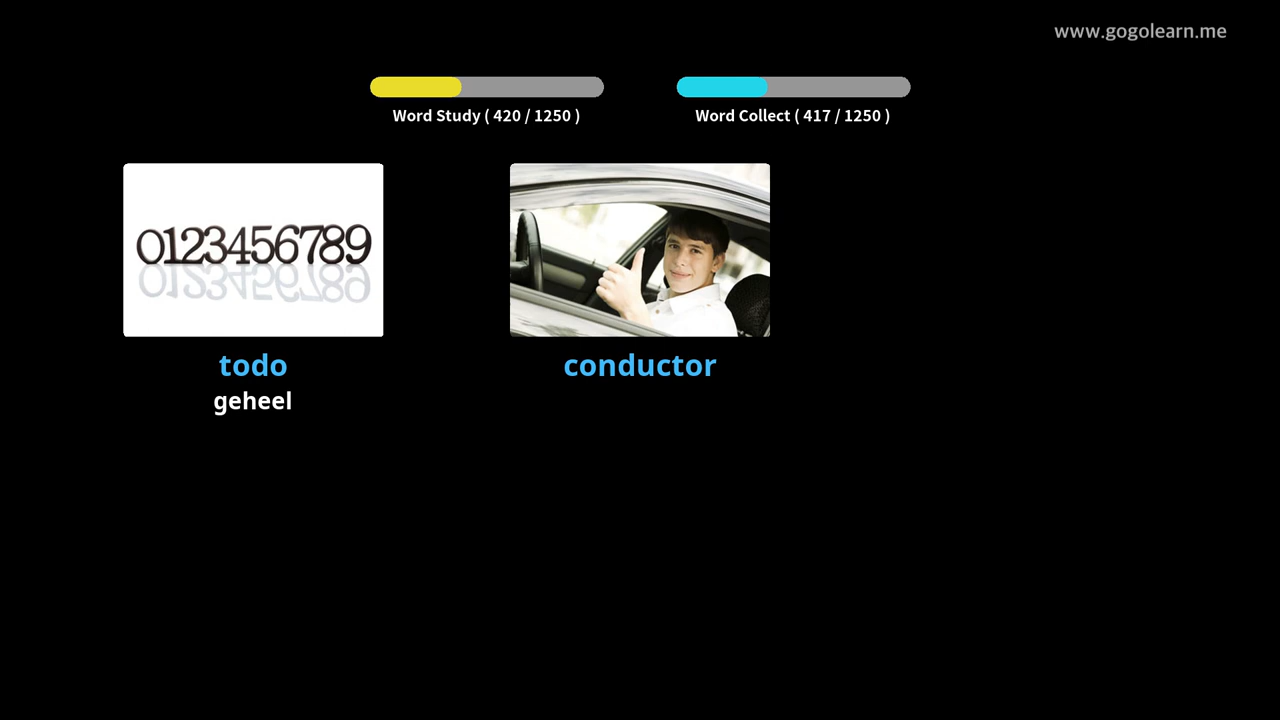 www.gogolearn.me
Word Study ( 420 / 1250 )
Word Collect ( 417 / 1250 )
0123456789
todo
geheel
conductor